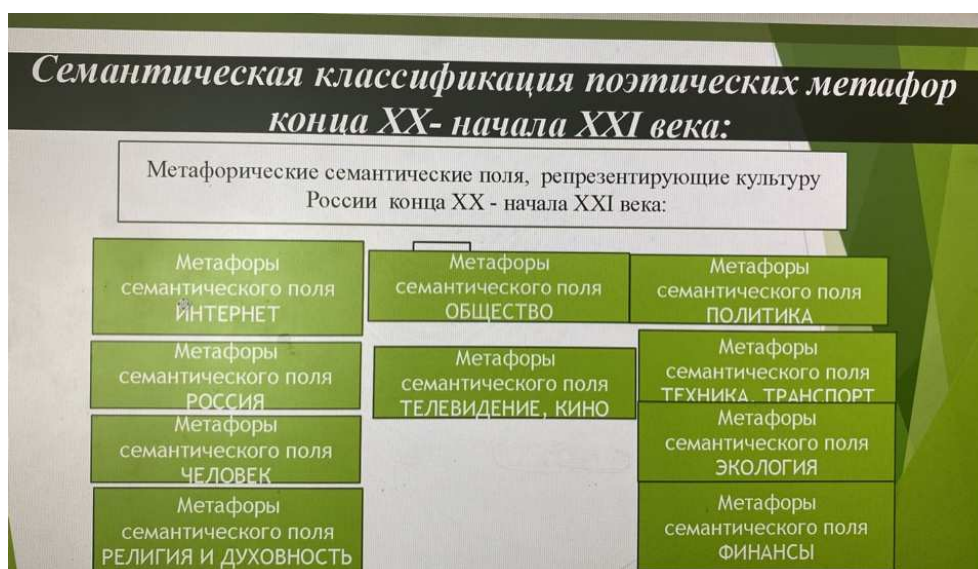 Семантическая классификация поэтических метафор
конца XX- начала XXI века:
Метафорические семантические поля, репрезентирующие культуру
России конца XX - начала XXI века:
Метафоры
семантического поля
ИНТЕРНЕТ
Метафоры
семантического поля
ОБЩЕСТВО
Метафоры
семантического поля
ПОЛИТИКА
Метафоры
семантического поля
РОССИЯ
Метафоры
семантического поля
ТЕЛЕВИДЕНИЕ, КИНО
Метафоры
семантического поля
ТЕХНИКА, ТРАНСПОРТ
Метафоры
семантического поля
ЧЕЛОВЕК
Метафоры
семантического поля
ЭКОЛОГИЯ
Метафоры
семантического поля
РЕЛИГИЯ И ДУХОВНОСТЬ
Метафоры
семантического поля
ФИНАНСЫ